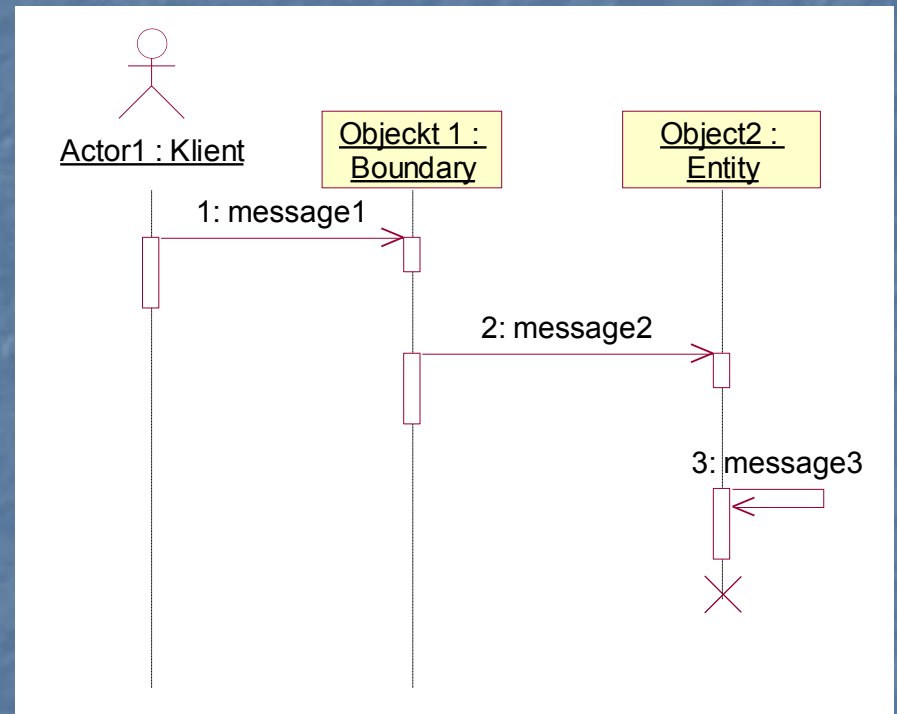 Actor1 : Klient
Objeckt 1 :
Boundary
Object2 :
Entity
1: message1
2: message2
3: message3